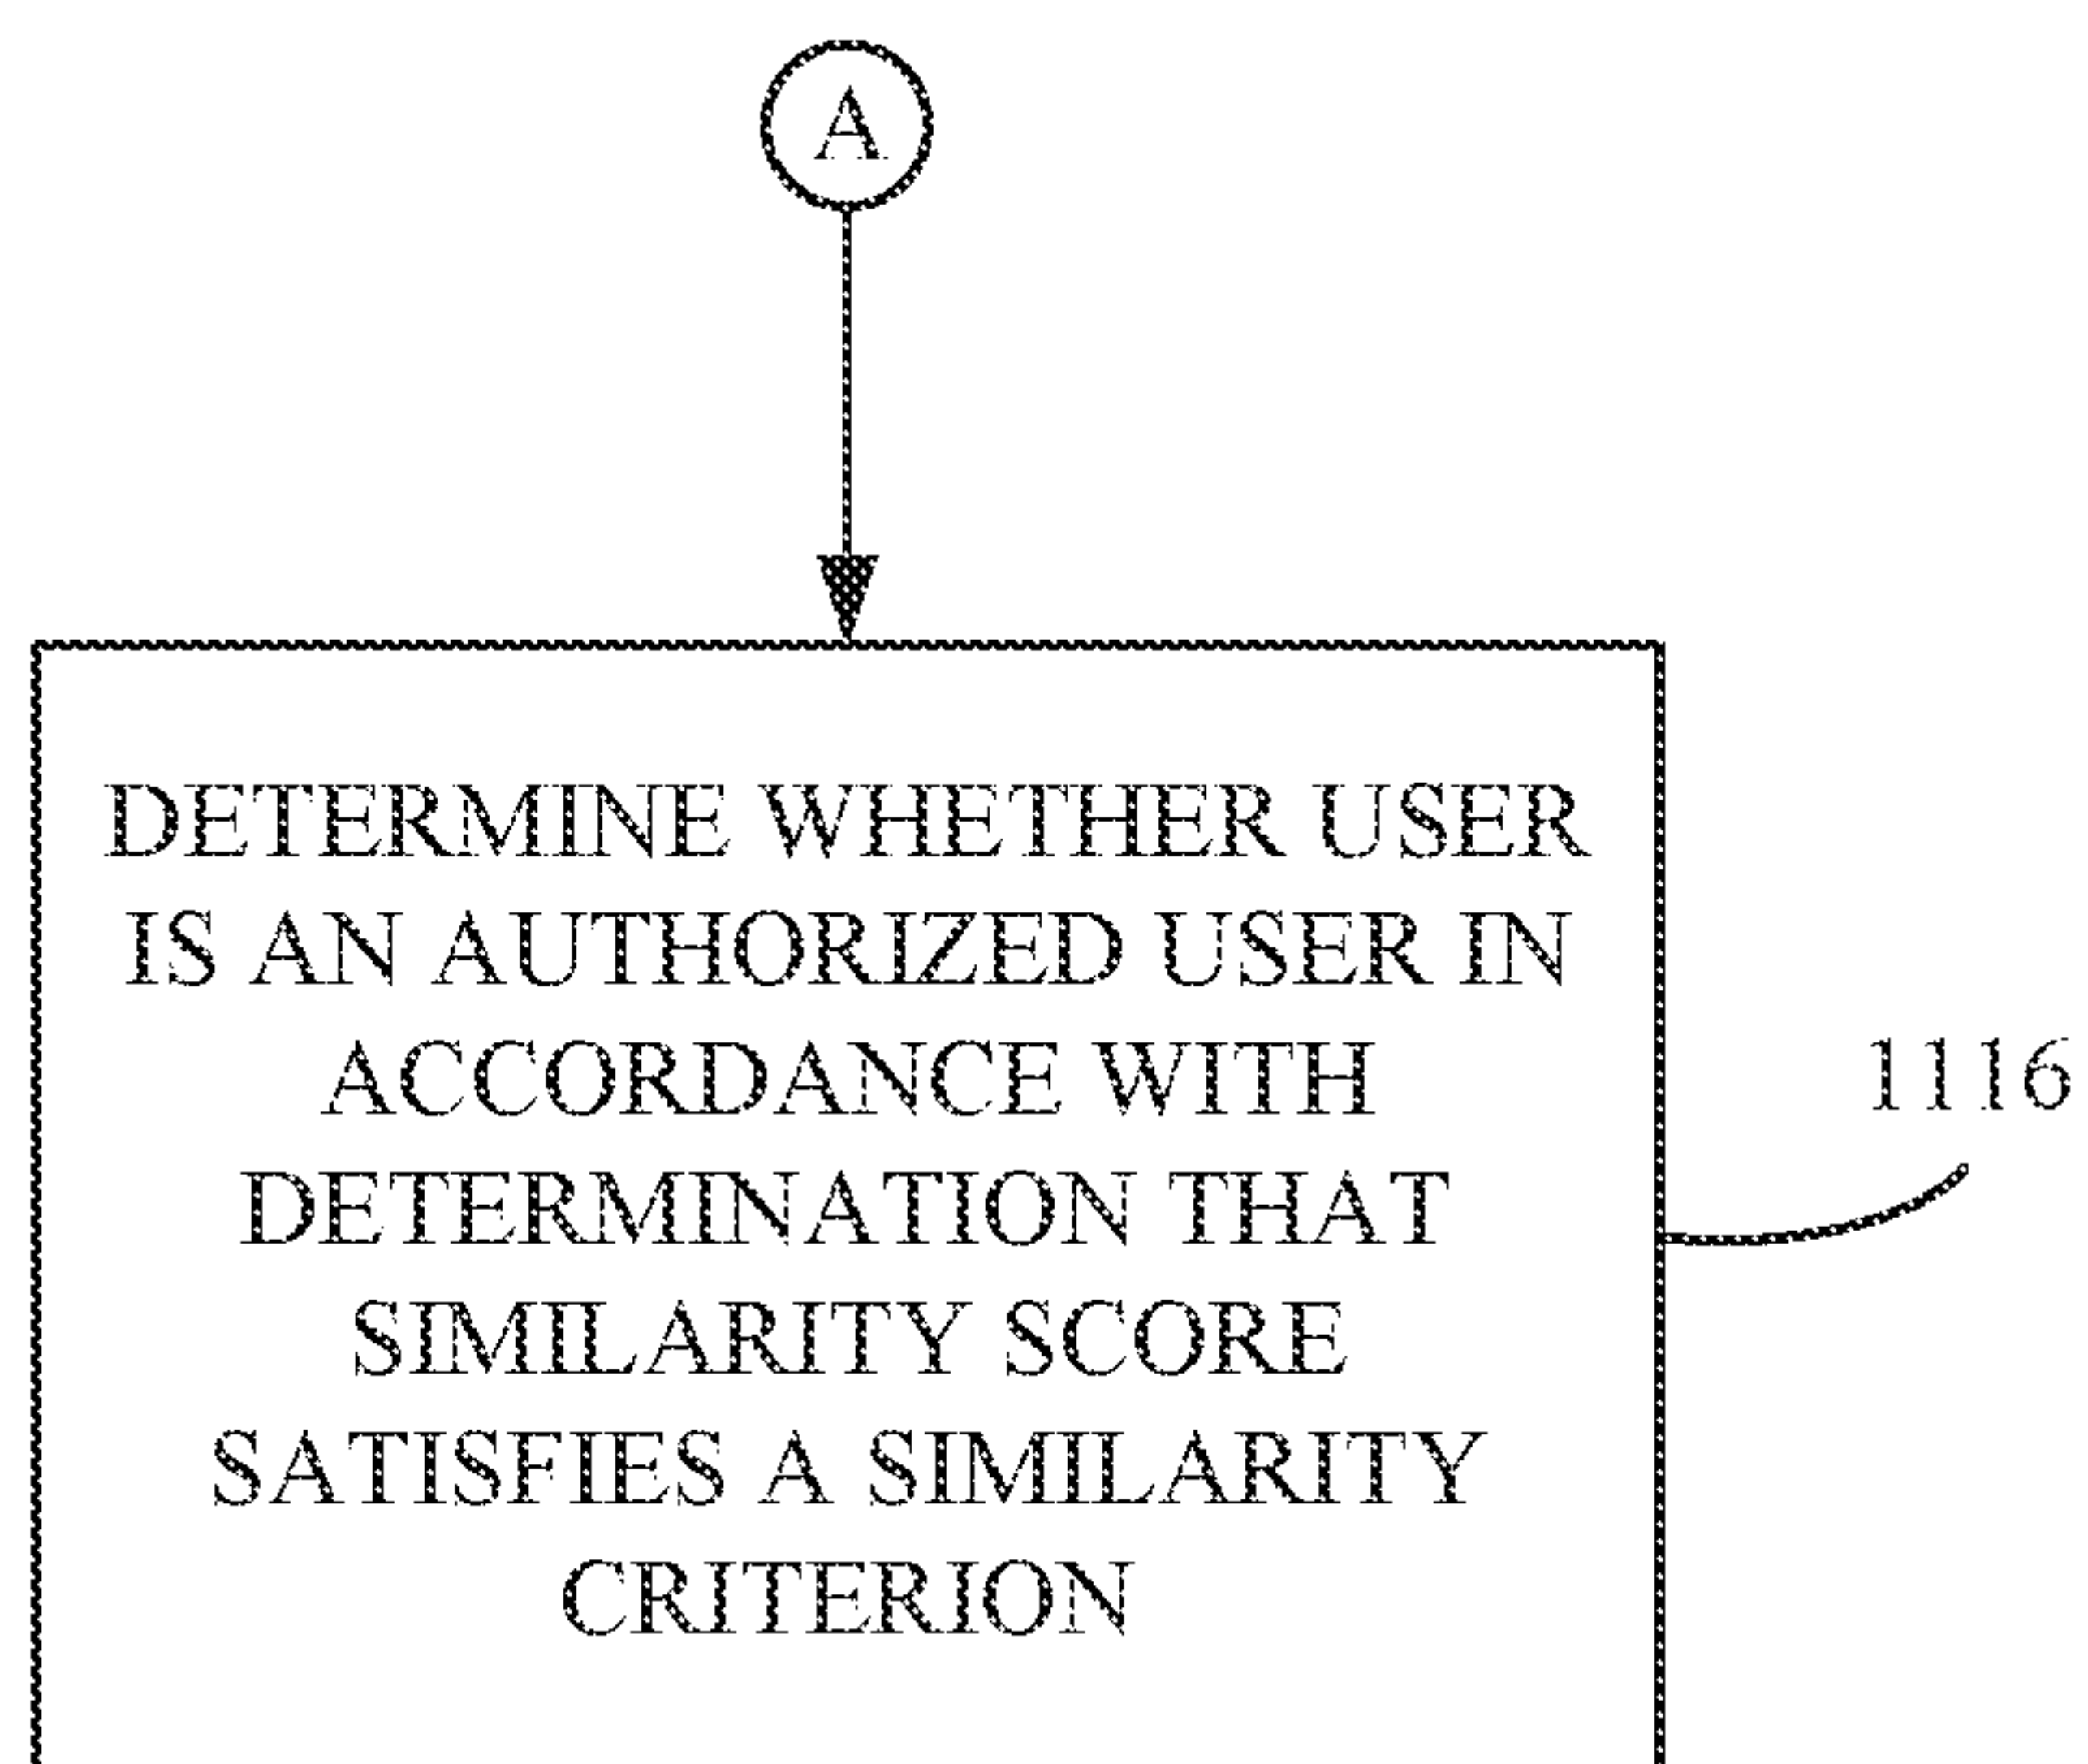 A
DETERMINE WHETHER USER
IS AN AUTHORIZED USER IN
ACCORDANCE WITH
DETERMINATION THAT
SIMILARITY SCORE
SATISFIES A SIMILARITY
CRITERION
1116